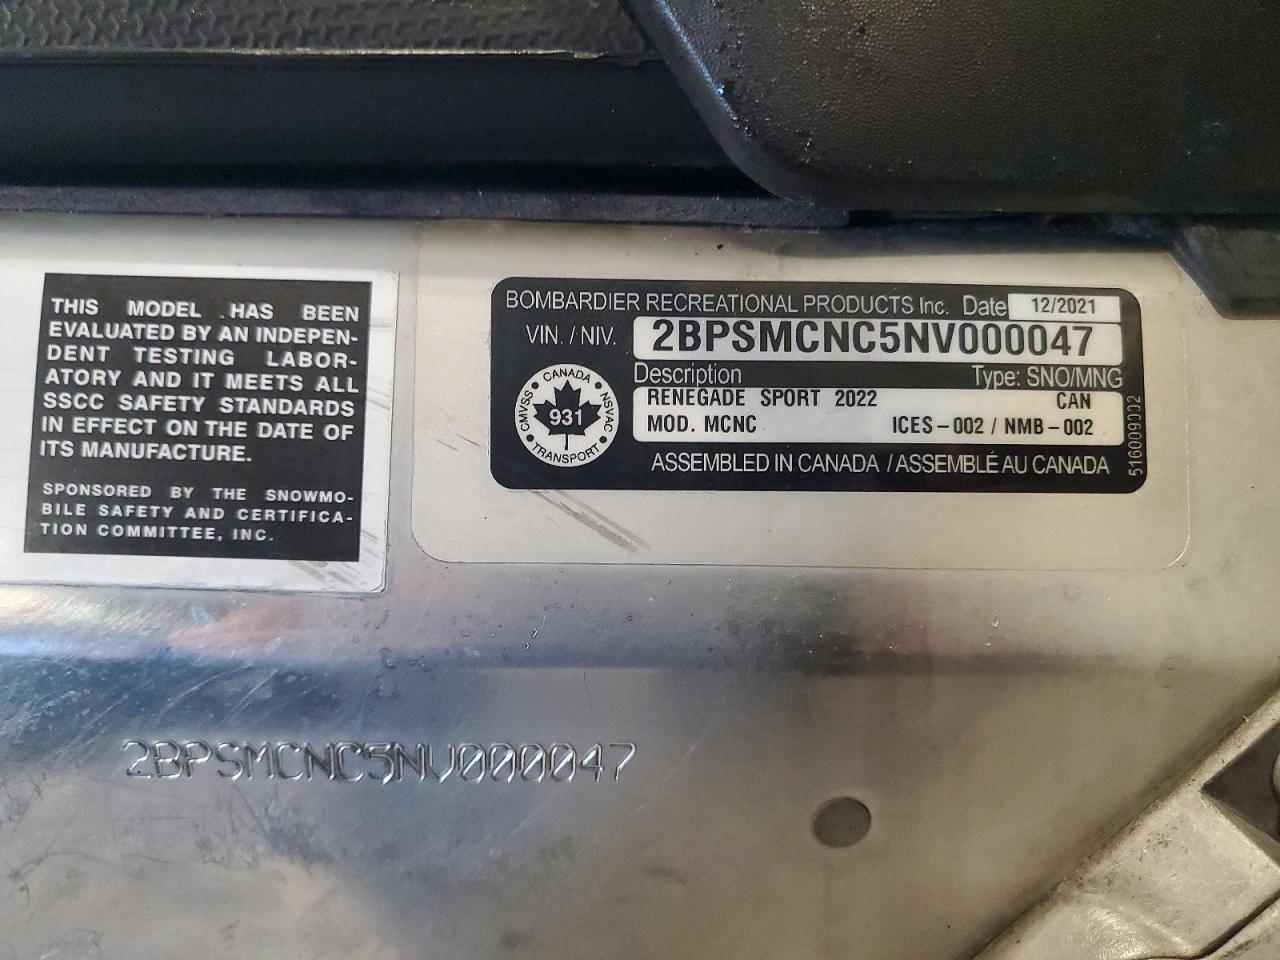 THIS MODEL HAS BEEN
EVALUATED BY AN INDEPEN-
DENT TESTING LABOR-
ATORY AND IT MEETS ALL
SSCC SAFETY STANDARDS
IN EFFECT ON THE DATE OF
ITS MANUFACTURE.
SPONSORED BY THE SNOWMO-
BILE SAFETY AND CERTIFICA-
TION COMMITTEE, INC.
BOMBARDIER RECREATIONAL PRODUCTS Inc. Date 12/2021
VIN. / NIV. 2BPSMCNC5NV000047
Description Type: SNO/MNG
RENEGADE SPORT 2022 CAN
MOD. MCNC ICES-002 / NMB-002
ASSEMBLED IN CANADA / ASSEMBLÉ AU CANADA
CANADA
CMVSS
931
NSVAC
TRANSPORT
516009002
2BPSMCNC5NV000047